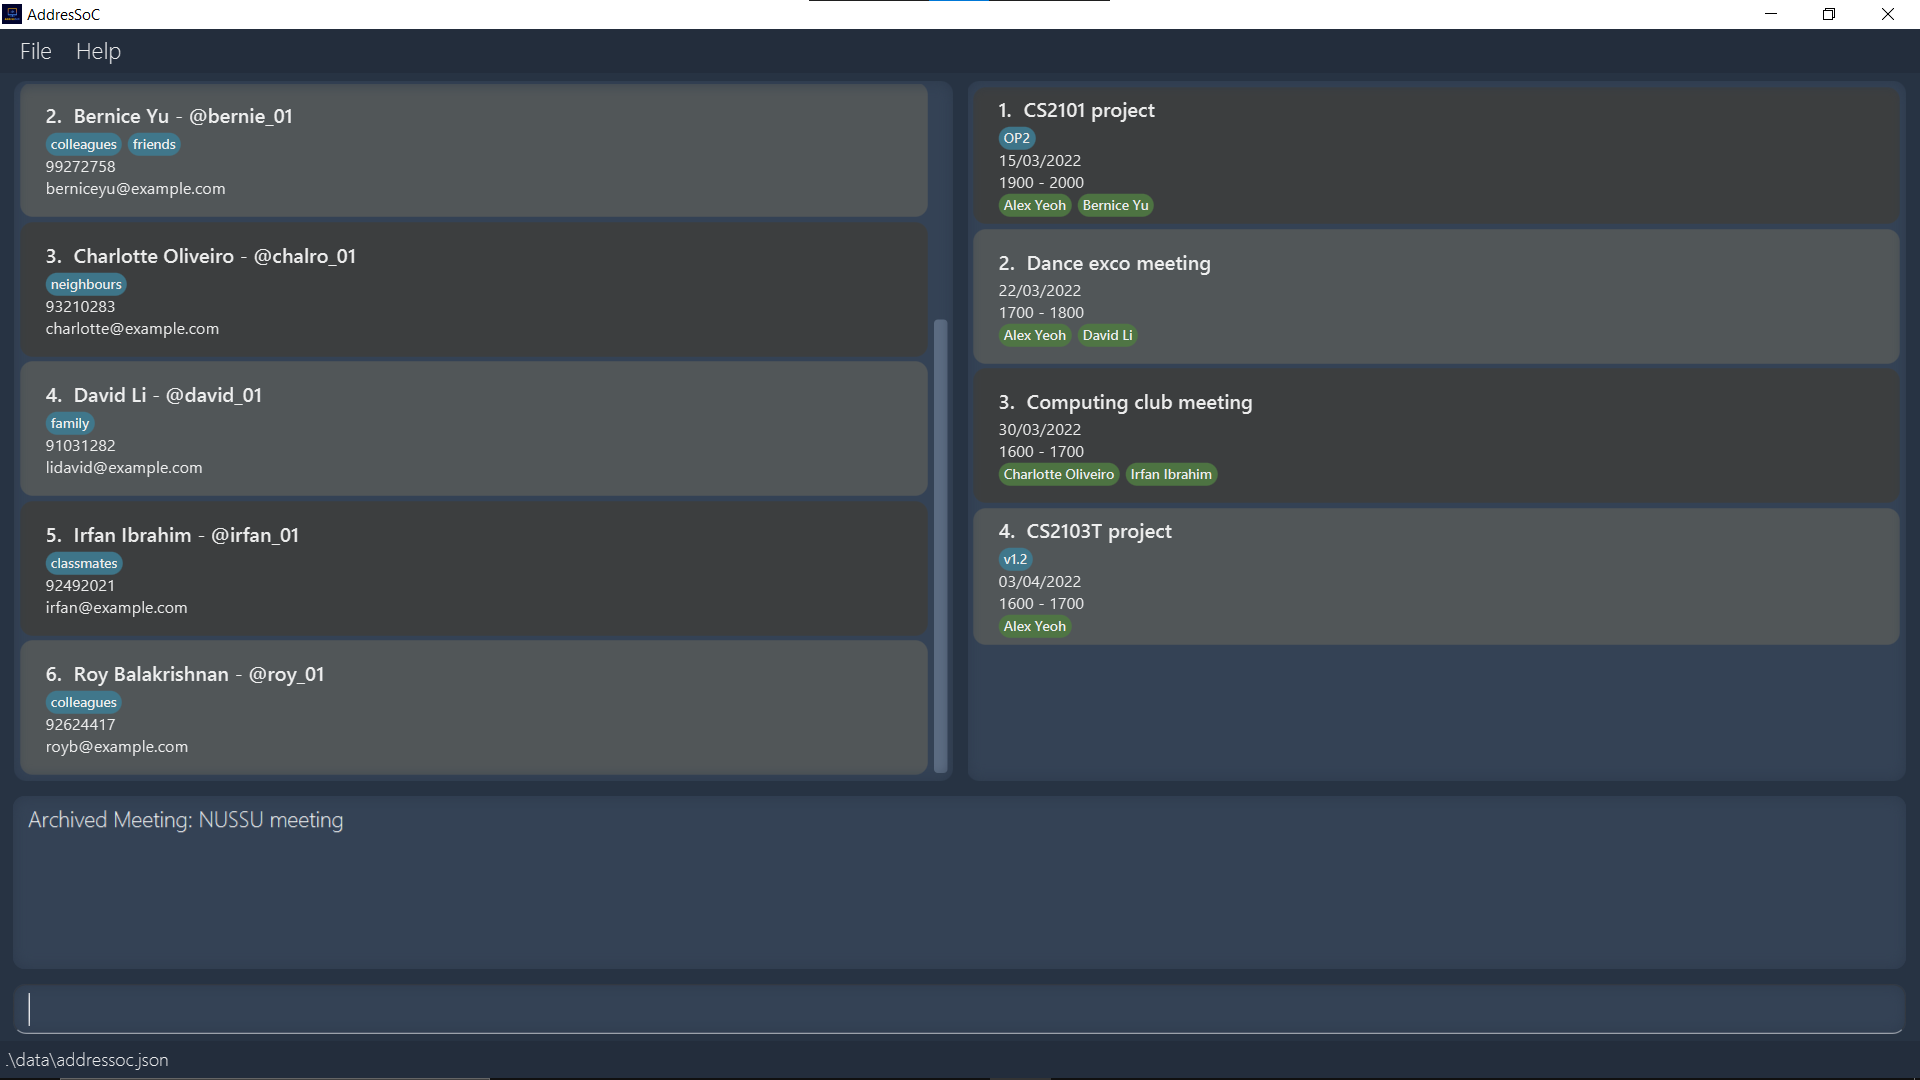 AddresSoC
File Help
2. Bernice Yu - @bernie_01
colleagues friends
99272758
berniceyu@example.com
3. Charlotte Oliveiro - @chalro_01
neighbours
93210283
charlotte@example.com
4. David Li - @david_01
family
91031282
lidavid@example.com
5. Irfan Ibrahim - @irfan_01
classmates
92492021
irfan@example.com
6. Roy Balakrishnan - @roy_01
colleagues
92624417
royb@example.com
1. CS2101 project
OP2
15/03/2022
1900 - 2000
Alex Yeoh Bernice Yu
2. Dance exco meeting
22/03/2022
1700 - 1800
Alex Yeoh David Li
3. Computing club meeting
30/03/2022
1600 - 1700
Charlotte Oliveiro Irfan Ibrahim
4. CS2103T project
v1.2
03/04/2022
1600 - 1700
Alex Yeoh
Archived Meeting: NUSSU meeting
.\data\addressoc.json